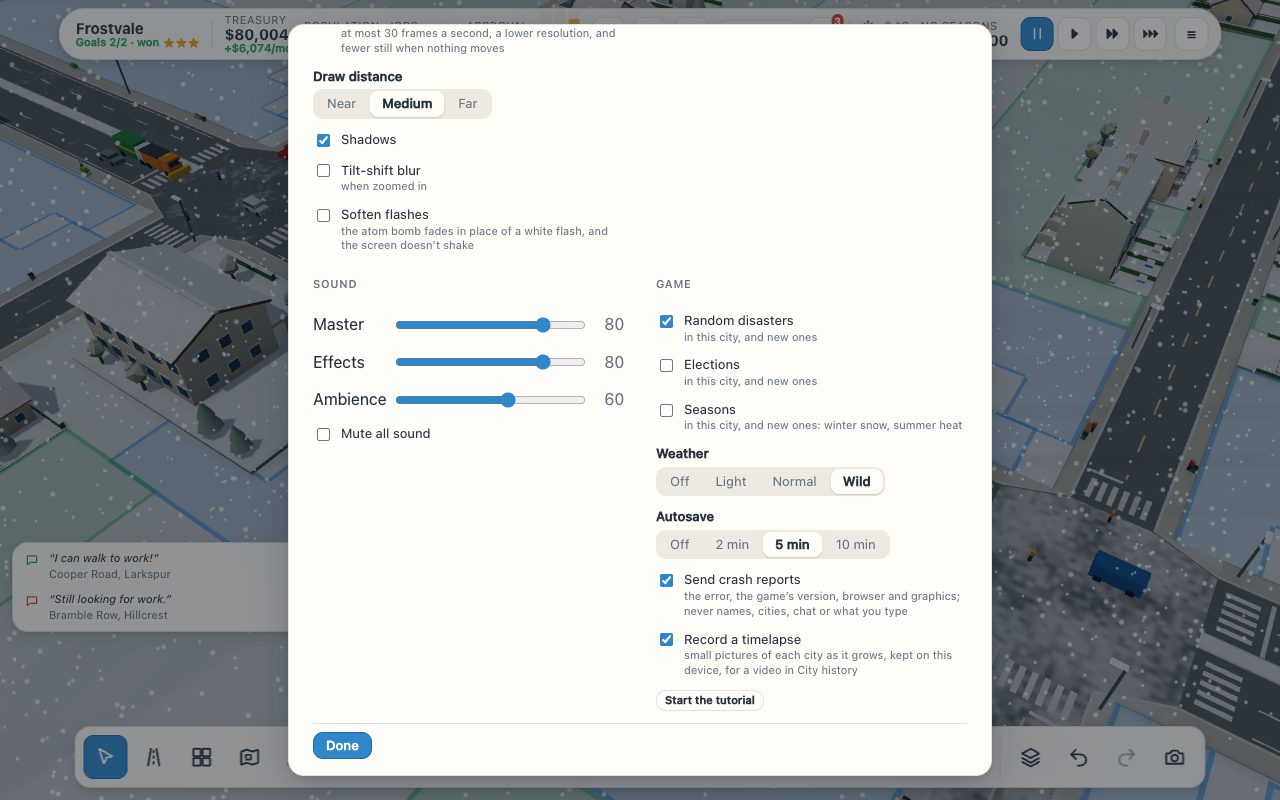 Frostvale
Goals 2/2 · won
TREASURY
$80,004
+$6,074/mo
3
at most 30 frames a second, a lower resolution, and
fewer still when nothing moves
Draw distance
Near Medium Far
Shadows
Tilt-shift blur
when zoomed in
Soften flashes
the atom bomb fades in place of a white flash, and
the screen doesn’t shake
SOUND
Master 80
Effects 80
Ambience 60
Mute all sound
GAME
Random disasters
in this city, and new ones
Elections
in this city, and new ones
Seasons
in this city, and new ones: winter snow, summer heat
Weather
Off Light Normal Wild
Autosave
Off 2 min 5 min 10 min
Send crash reports
the error, the game’s version, browser and graphics;
never names, cities, chat or what you type
Record a timelapse
small pictures of each city as it grows, kept on this
device, for a video in City history
Start the tutorial
Done
“I can walk to work!”
Cooper Road, Larkspur
“Still looking for work.”
Bramble Row, Hillcrest